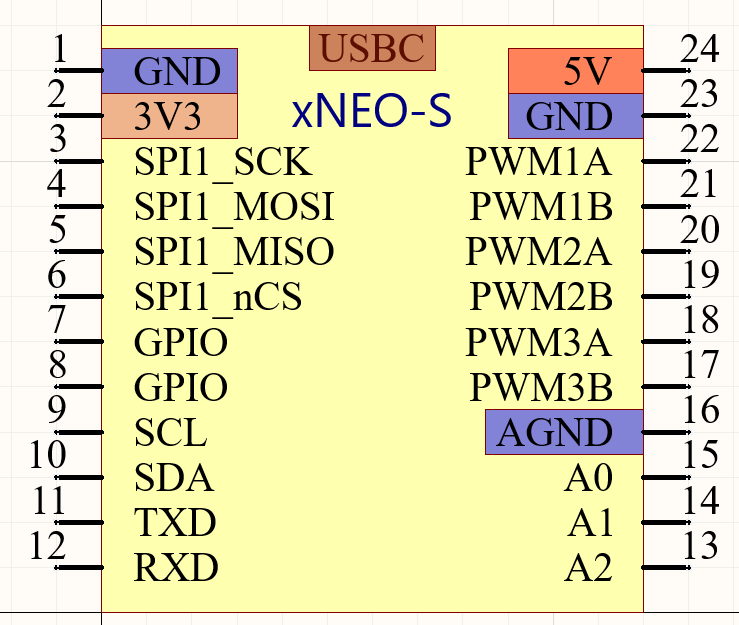 USBC
xNEO-S
1 GND 5V 24
2 3V3 GND 23
3 SPI1_SCK PWM1A 22
4 SPI1_MOSI PWM1B 21
5 SPI1_MISO PWM2A 20
6 SPI1_nCS PWM2B 19
7 GPIO PWM3A 18
8 GPIO PWM3B 17
9 SCL AGND 16
10 SDA A0 15
11 TXD A1 14
12 RXD A2 13